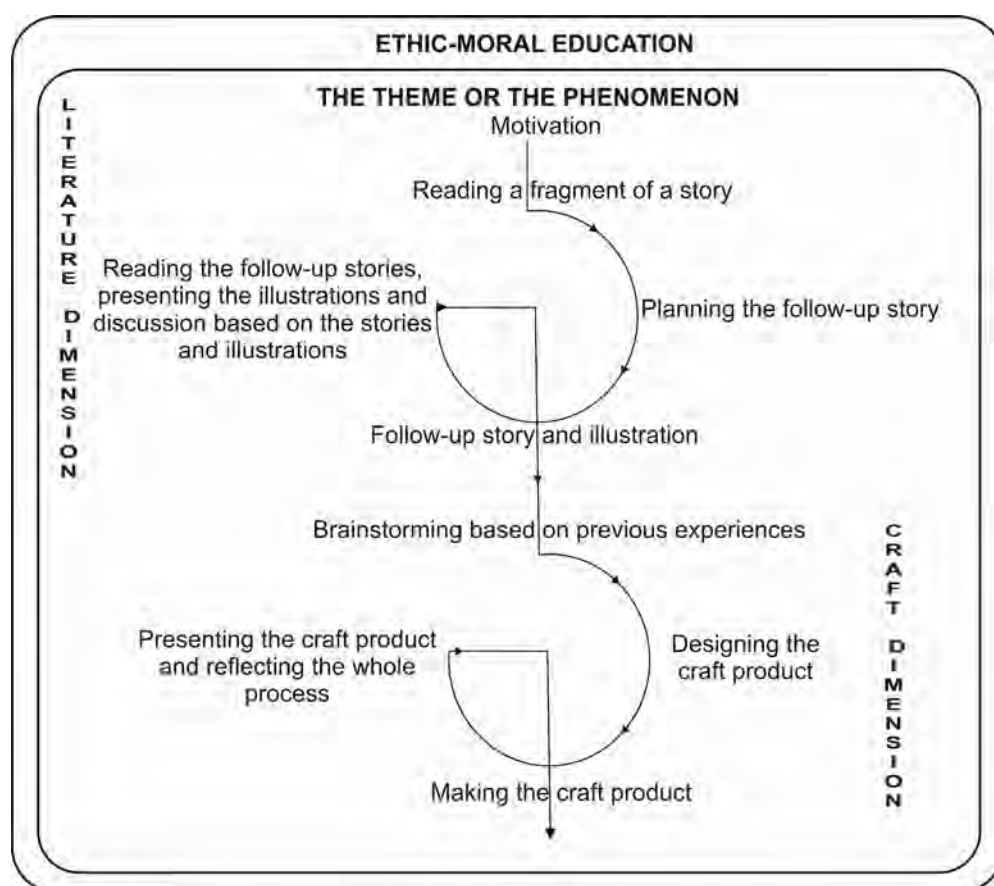 ETHIC-MORAL EDUCATION
THE THEME OR THE PHENOMENON
Motivation
LITERATURE DIMENSION
Reading a fragment of a story
Reading the follow-up stories,
presenting the illustrations and
discussion based on the stories
and illustrations
Planning the follow-up story
Follow-up story and illustration
Brainstorming based on previous experiences
CRAFT DIMENSION
Presenting the craft product
and reflecting the whole
process
Designing the
craft product
Making the craft product